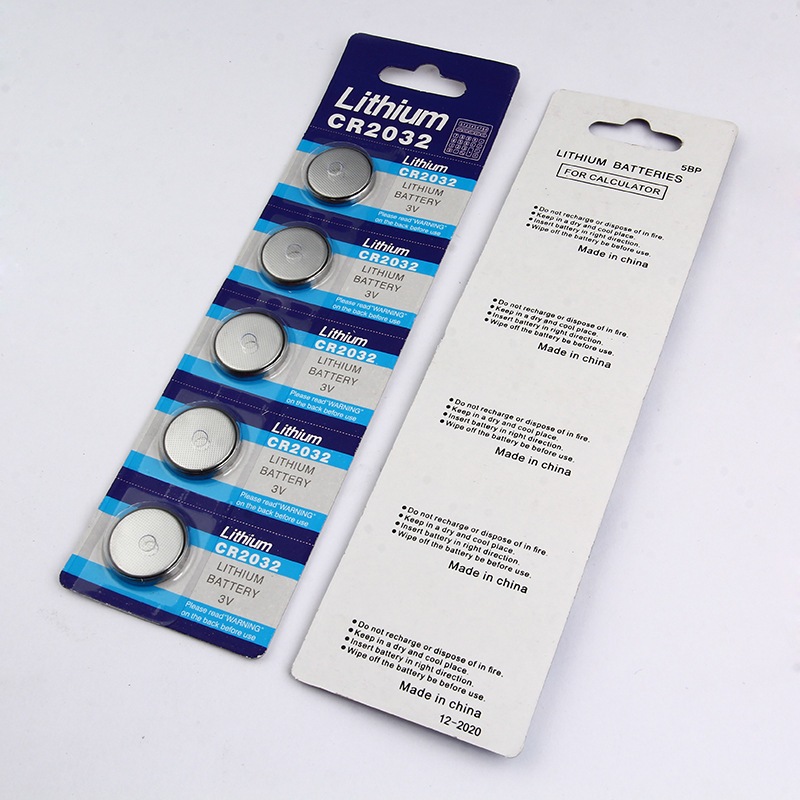 Lithium
CR2032
Lithium
CR2032
LITHIUM
BATTERY
3V
Please read"WARNING"
on the back before use
Lithium
CR2032
LITHIUM
BATTERY
3V
Please read"WARNING"
on the back before use
Lithium
CR2032
LITHIUM
BATTERY
3V
Please read"WARNING"
on the back before use
Lithium
CR2032
LITHIUM
BATTERY
3V
Please read"WARNING"
on the back before use
Lithium
CR2032
LITHIUM
BATTERY
3V
Please read"WARNING"
on the back before use
5BP
LITHIUM BATTERIES
FOR CALCULATOR
•Do not recharge or dispose of in fire.
•Keep in a dry and cool place.
•Insert battery in right direction.
•Wipe off the battery be before use.
Made in china
•Do not recharge or dispose of in fire.
•Keep in a dry and cool place.
•Insert battery in right direction.
•Wipe off the battery be before use.
Made in china
•Do not recharge or dispose of in fire.
•Keep in a dry and cool place.
•Insert battery in right direction.
•Wipe off the battery be before use.
Made in china
•Do not recharge or dispose of in fire.
•Keep in a dry and cool place.
•Insert battery in right direction.
•Wipe off the battery be before use.
Made in china
•Do not recharge or dispose of in fire.
•Keep in a dry and cool place.
•Insert battery in right direction.
•Wipe off the battery be before use.
Made in china
12-2020